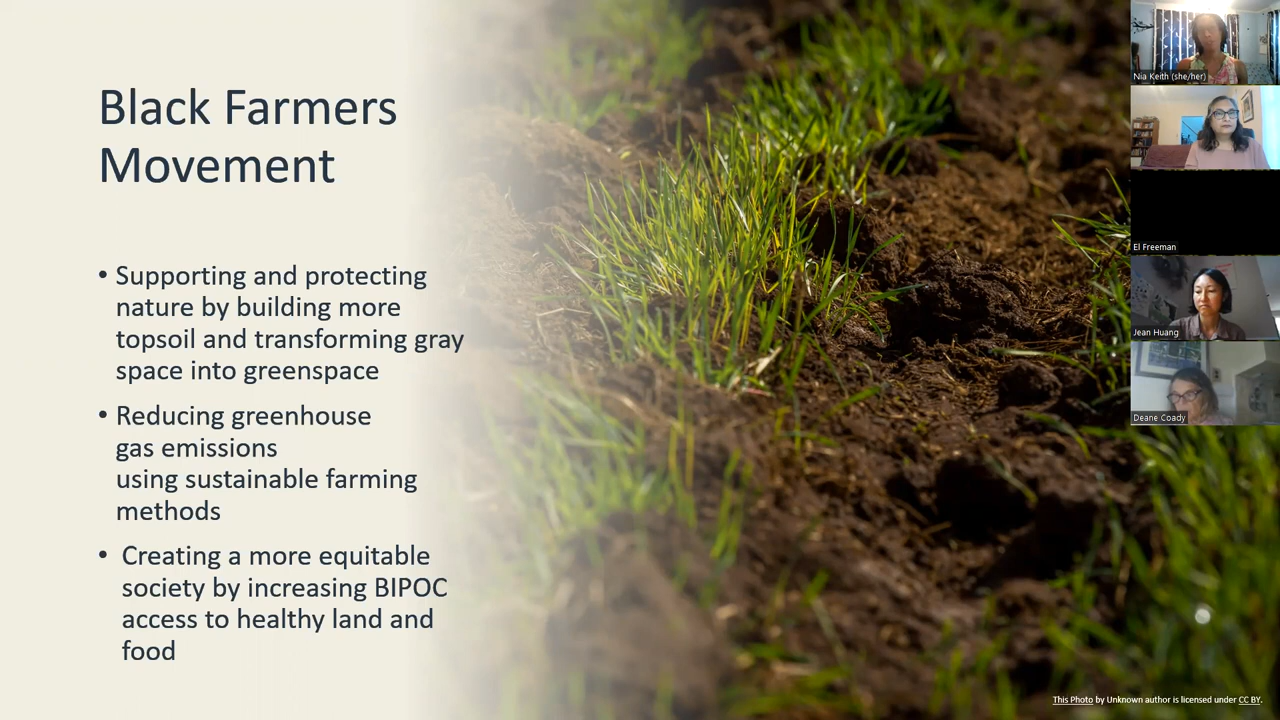 Black Farmers
Movement
• Supporting and protecting
nature by building more
topsoil and transforming gray
space into greenspace
• Reducing greenhouse
gas emissions
using sustainable farming
methods
• Creating a more equitable
society by increasing BIPOC
access to healthy land and
food
Nia Keith (she/her)
El Freeman
Jean Huang
Deane Coady
This Photo by Unknown author is licensed under CC BY.